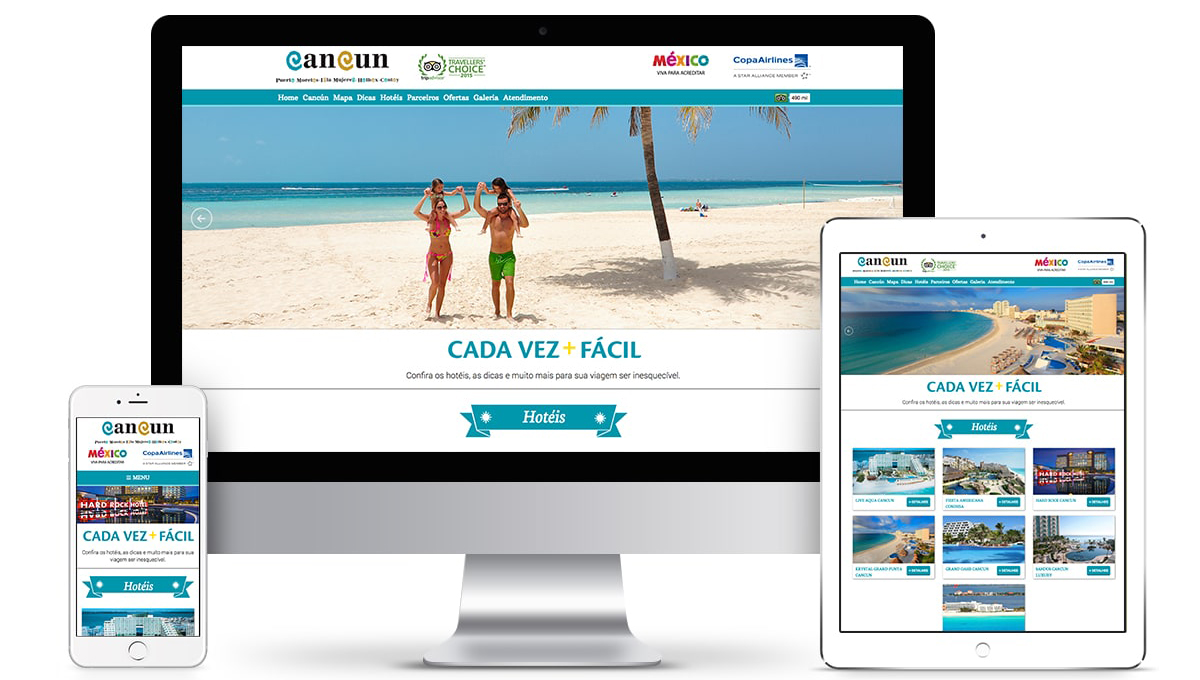 CanCun
Puerto Morelos Isla Mujeres Holbox Contoy
tripadvisor
TRAVELLERS'
CHOICE
2015
MÉXICO
VIVA PARA ACREDITAR
CopaAirlines
A STAR ALLIANCE MEMBER
Home Cancún Mapa Dicas Hotéis Parceiros Ofertas Galeria Atendimento
490 mil
CADA VEZ + FÁCIL
Confira os hotéis, as dicas e muito mais para sua viagem ser inesquecível.
Hotéis
CanCun
Puerto Morelos Isla Mujeres Holbox Contoy
MÉXICO
VIVA PARA ACREDITAR
CopaAirlines
A STAR ALLIANCE MEMBER
☰ MENU
HARD ROCK HOTEL
CADA VEZ + FÁCIL
Confira os hotéis, as dicas e muito mais para sua
viagem ser inesquecível.
Hotéis
CanCun
TRAVELLERS'
CHOICE
MÉXICO
VIVA PARA ACREDITAR
CopaAirlines
Home Cancún Mapa Dicas Hotéis Parceiros Ofertas Galeria Atendimento
CADA VEZ + FÁCIL
Confira os hotéis, as dicas e muito mais para sua viagem ser inesquecível.
Hotéis
LIVE AQUA CANCUN
+ DETALHES
FIESTA AMERICANA
CONDESA
+ DETALHES
HARD ROCK CANCUN
+ DETALHES
KRYSTAL GRAND PUNTA
CANCUN
+ DETALHES
GRAND OASIS CANCUN
+ DETALHES
SANDOS CANCUN
LUXURY
+ DETALHES